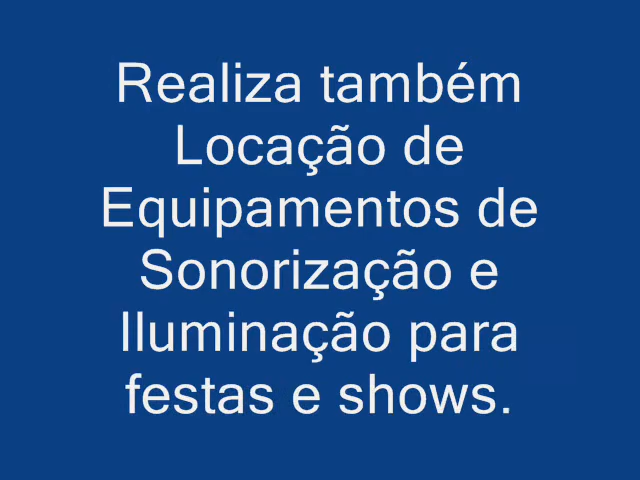 Realiza também
Locação de
Equipamentos de
Sonorização e
Iluminação para
festas e shows.